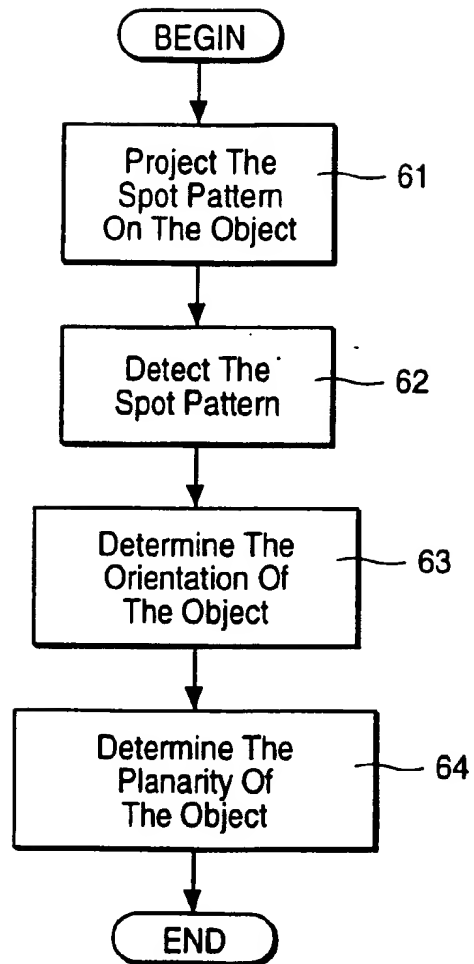 BEGIN
Project The
Spot Pattern
On The Object
61
Detect The
Spot Pattern
62
Determine The
Orientation Of
The Object
63
Determine The
Planarity Of
The Object
64
END